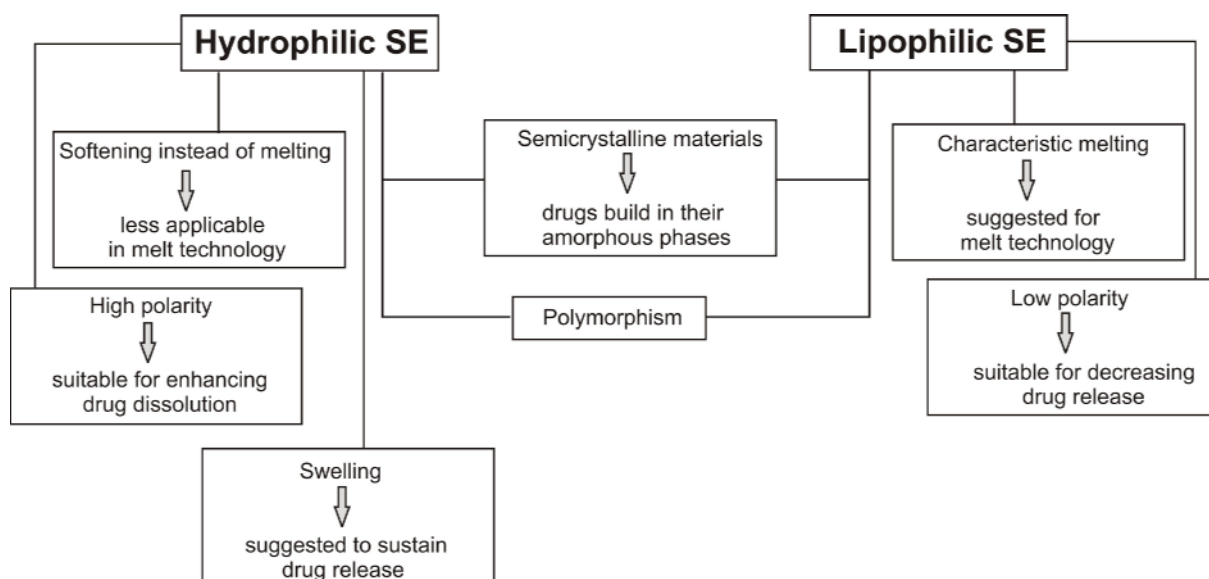 Hydrophilic SE
Lipophilic SE
Softening instead of melting
less applicable
in melt technology
Semicrystalline materials
drugs build in their
amorphous phases
Characteristic melting
suggested for
melt technology
High polarity
suitable for enhancing
drug dissolution
Polymorphism
Low polarity
suitable for decreasing
drug release
Swelling
suggested to sustain
drug release